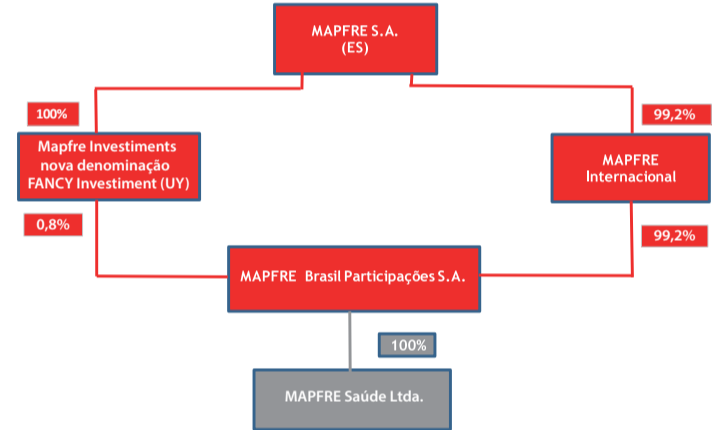 MAPFRE S.A.
(ES)
100%
99,2%
Mapfre Investiments
nova denominação
FANCY Investiment (UY)
MAPFRE
Internacional
0,8%
99,2%
MAPFRE Brasil Participações S.A.
100%
MAPFRE Saúde Ltda.